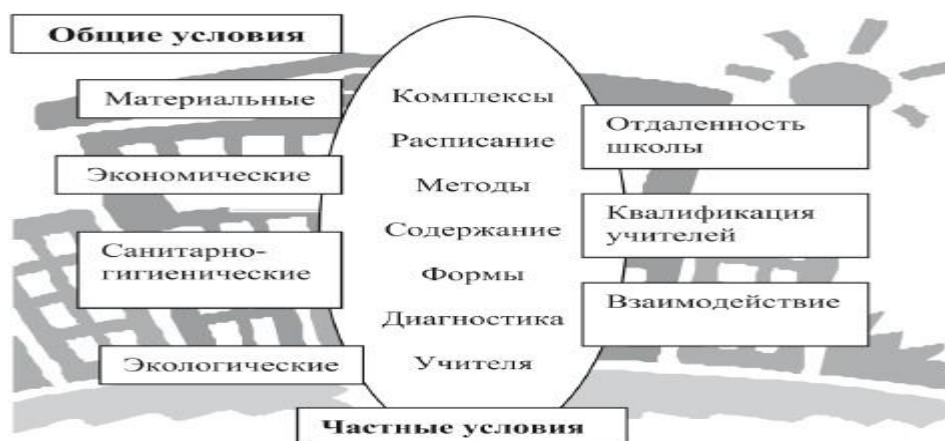 Общие условия
Материальные
Экономические
Санитарно-
гигиенические
Экологические
Комплексы
Расписание
Методы
Содержание
Формы
Диагностика
Учителя
Отдаленность
школы
Квалификация
учителей
Взаимодействие
Частные условия